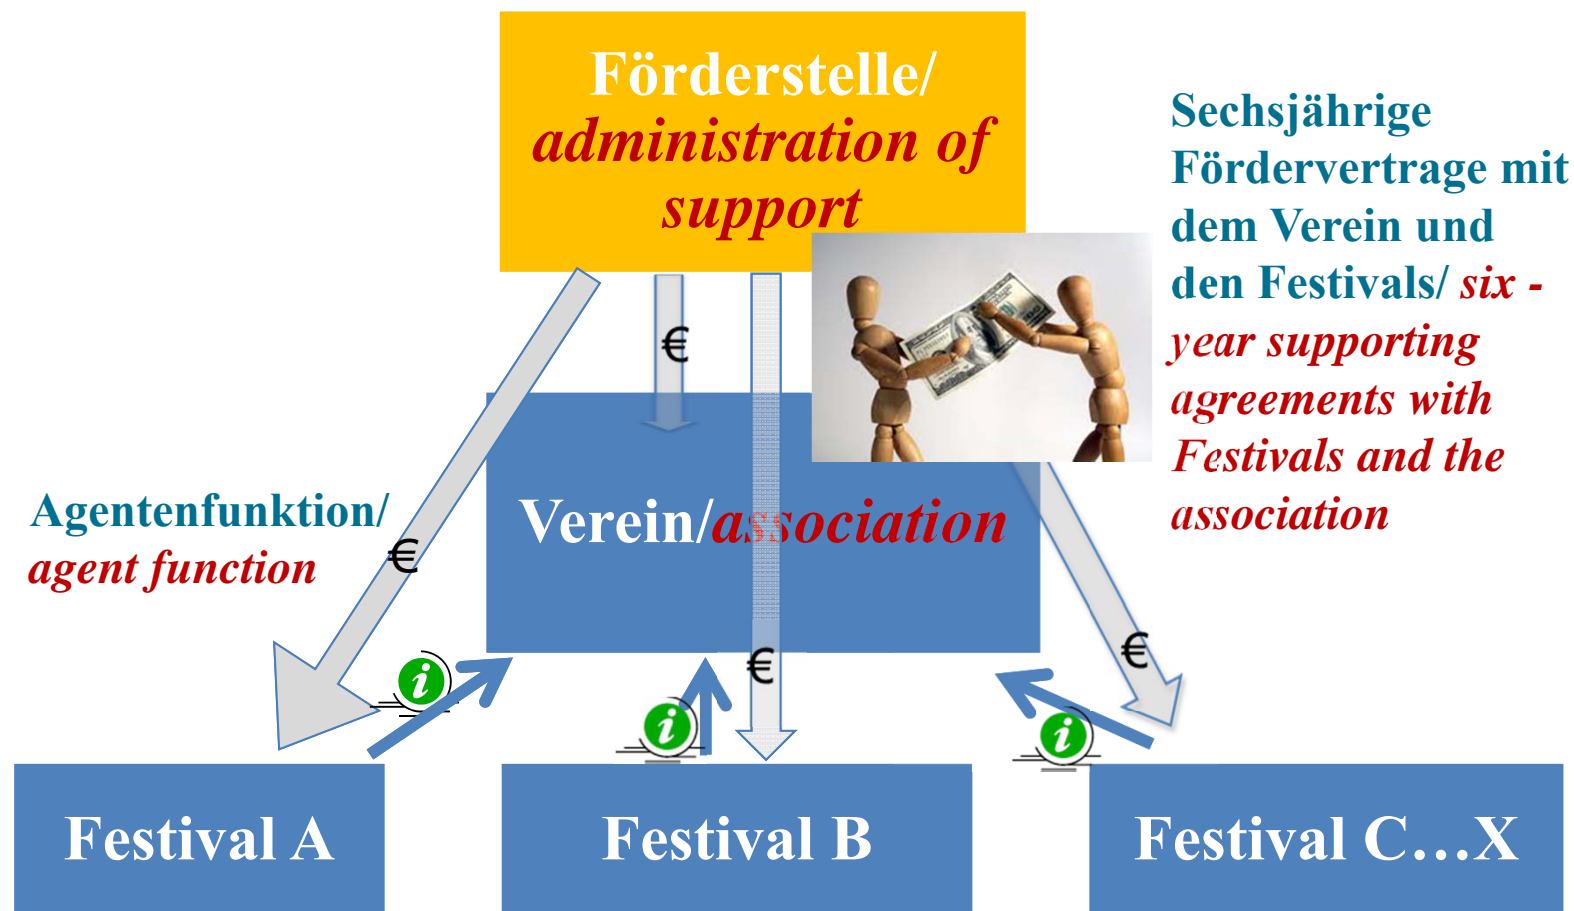 Förderstelle/
administration of
support
Sechsjährige
Fördervertrage mit
dem Verein und
den Festivals/ six -
year supporting
agreements with
Festivals and the
association
€
Verein/association
Agentenfunktion/
agent function
€
€
€
i
i
i
Festival A
Festival B
Festival C…X